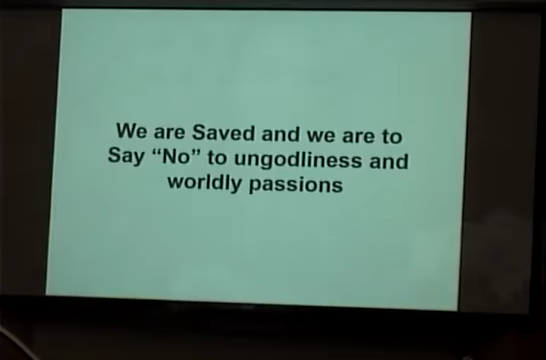 We are Saved and we are to
Say “No” to ungodliness and
worldly passions